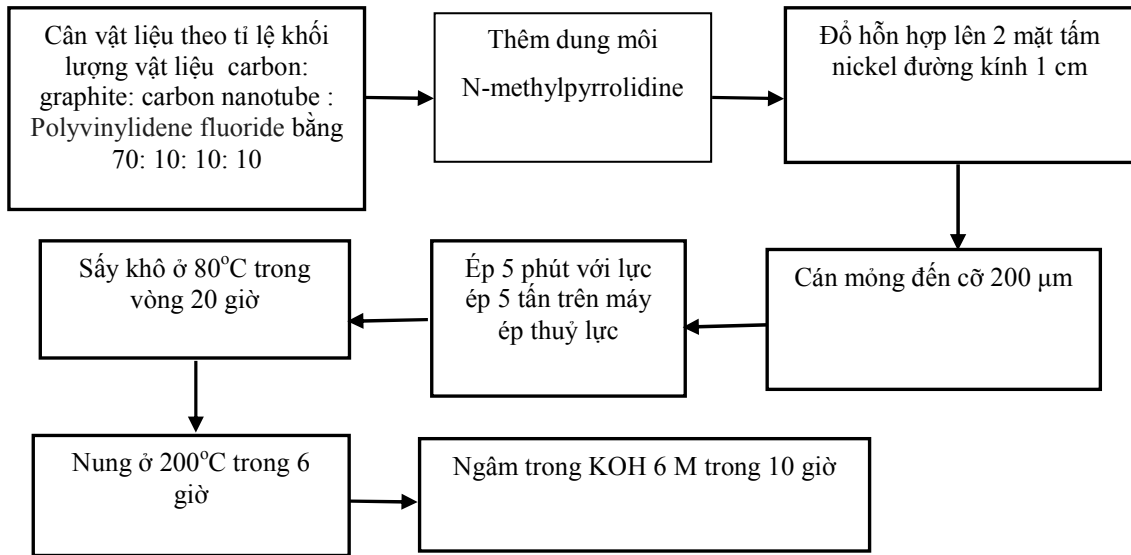 Cân vật liệu theo tỉ lệ khối
lượng vật liệu carbon:
graphite: carbon nanotube :
Polyvinylidene fluoride bằng
70: 10: 10: 10
Thêm dung môi
N-methylpyrrolidine
Đổ hỗn hợp lên 2 mặt tấm
nickel đường kính 1 cm
Cán mỏng đến cỡ 200 μm
Ép 5 phút với lực
ép 5 tấn trên máy
ép thuỷ lực
Sấy khô ở 80°C trong
vòng 20 giờ
Nung ở 200°C trong 6
giờ
Ngâm trong KOH 6 M trong 10 giờ